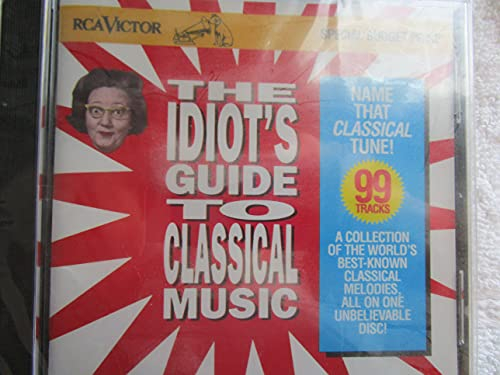 RCA VICTOR
SPECIAL BUDGET PRICE
THE
IDIOT'S
GUIDE
TO
CLASSICAL
MUSIC
NAME
THAT
CLASSICAL
TUNE!
99
TRACKS
A COLLECTION
OF THE WORLD'S
BEST-KNOWN
CLASSICAL
MELODIES,
ALL ON ONE
UNBELIEVABLE
DISC!